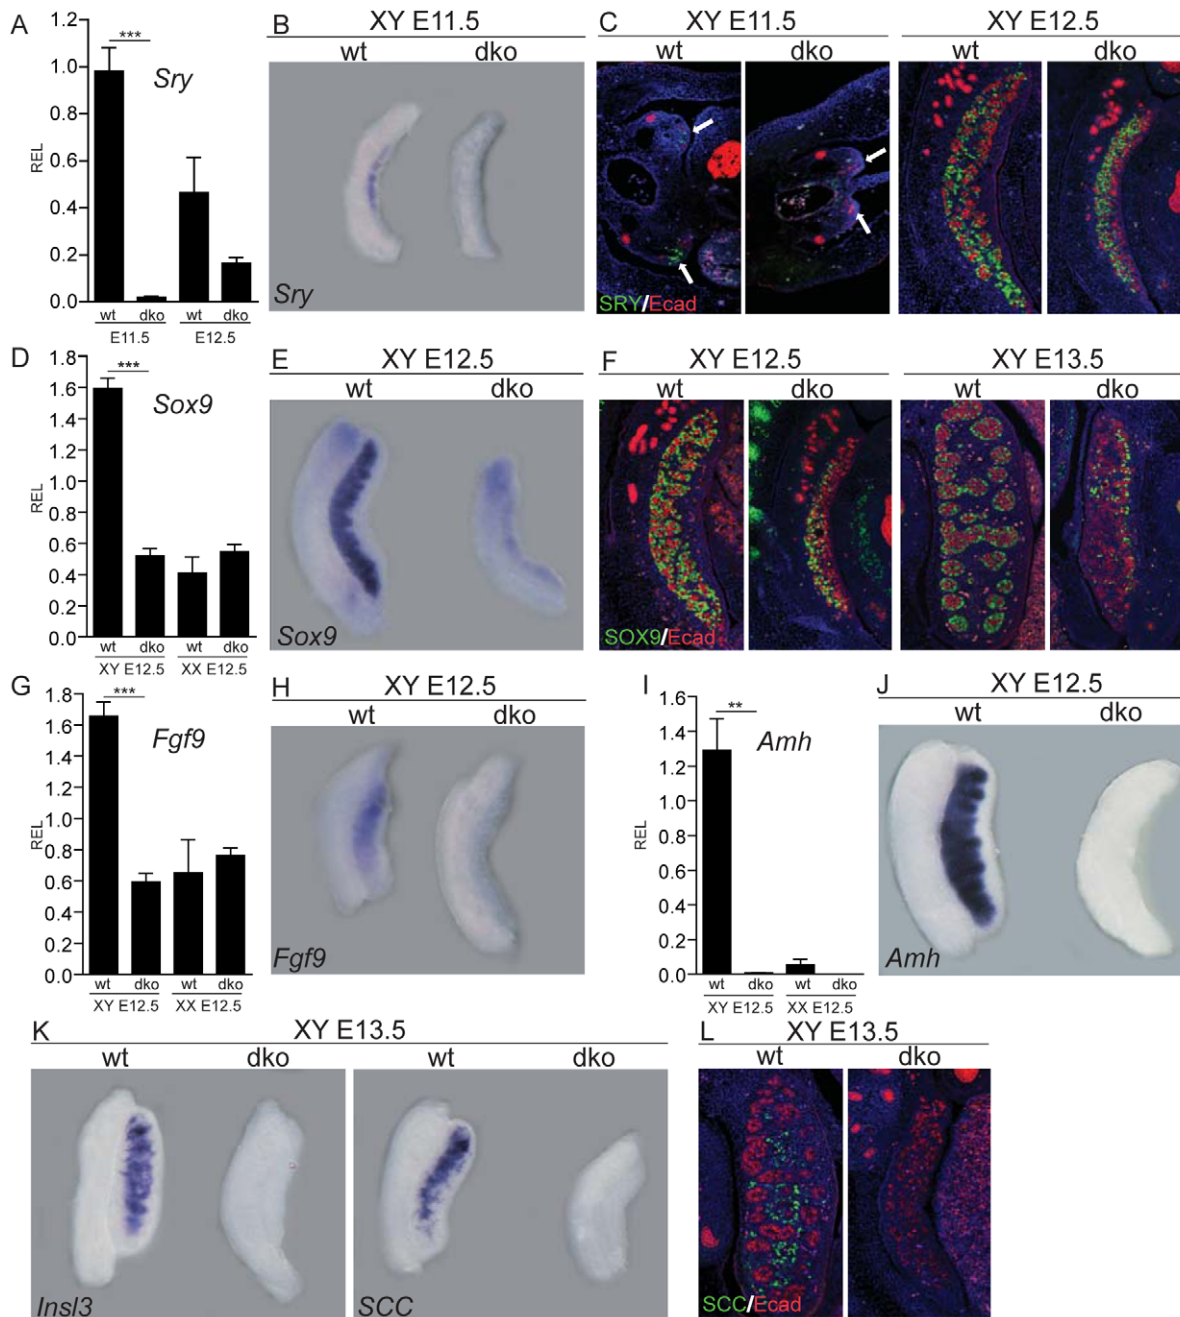 A
1.2
1.0
0.8
0.6
0.4
0.2
0.0
REL
***
Sry
wt dko wt dko
E11.5 E12.5
B XY E11.5
wt dko
Sry
C XY E11.5 XY E12.5
wt dko wt dko
SRY/Ecad
D
1.8
1.6
1.4
1.2
1.0
0.8
0.6
0.4
0.2
0.0
REL
***
Sox9
wt dko wt dko
XY E12.5 XX E12.5
E XY E12.5
wt dko
Sox9
F XY E12.5 XY E13.5
wt dko wt dko
SOX9/Ecad
G
1.8
1.6
1.4
1.2
1.0
0.8
0.6
0.4
0.2
0.0
REL
***
Fgf9
wt dko wt dko
XY E12.5 XX E12.5
H XY E12.5
wt dko
Fgf9
I
1.6
1.4
1.2
1.0
0.8
0.6
0.4
0.2
0.0
REL
**
Amh
wt dko wt dko
XY E12.5 XX E12.5
J XY E12.5
wt dko
Amh
K XY E13.5
wt dko wt dko
Insl3 SCC
L XY E13.5
wt dko
SCC/Ecad